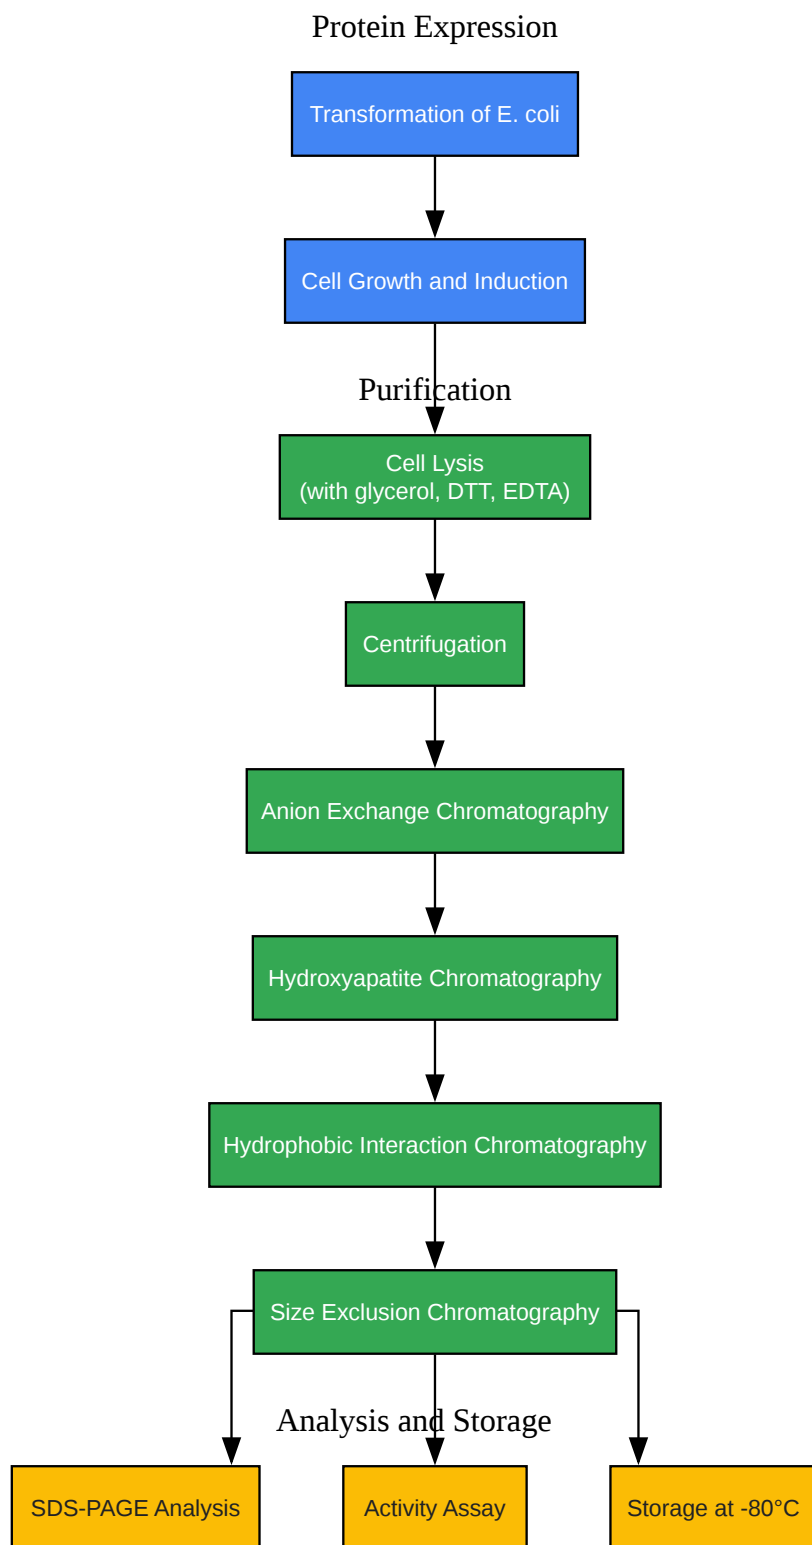 Protein Expression
Transformation of E. coli
Cell Growth and Induction
Purification
Cell Lysis
(with glycerol, DTT, EDTA)
Centrifugation
Anion Exchange Chromatography
Hydroxyapatite Chromatography
Hydrophobic Interaction Chromatography
Size Exclusion Chromatography
Analysis and Storage
SDS-PAGE Analysis
Activity Assay
Storage at -80°C